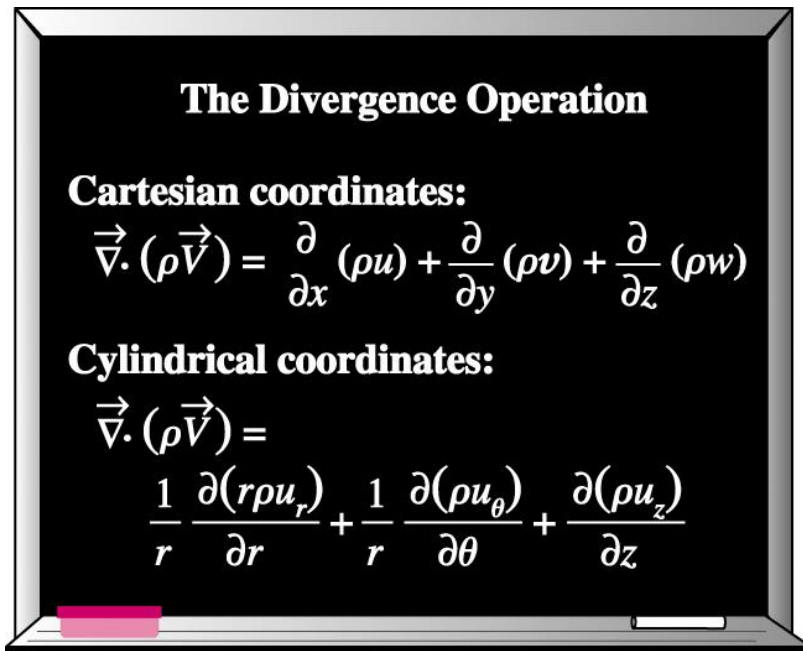 The Divergence Operation
Cartesian coordinates:
∇⃗·(ρV⃗) = ∂/∂x (ρu) + ∂/∂y (ρv) + ∂/∂z (ρw)
Cylindrical coordinates:
∇⃗·(ρV⃗) =
1/r ∂(rρu_r)/∂r + 1/r ∂(ρu_θ)/∂θ + ∂(ρu_z)/∂z